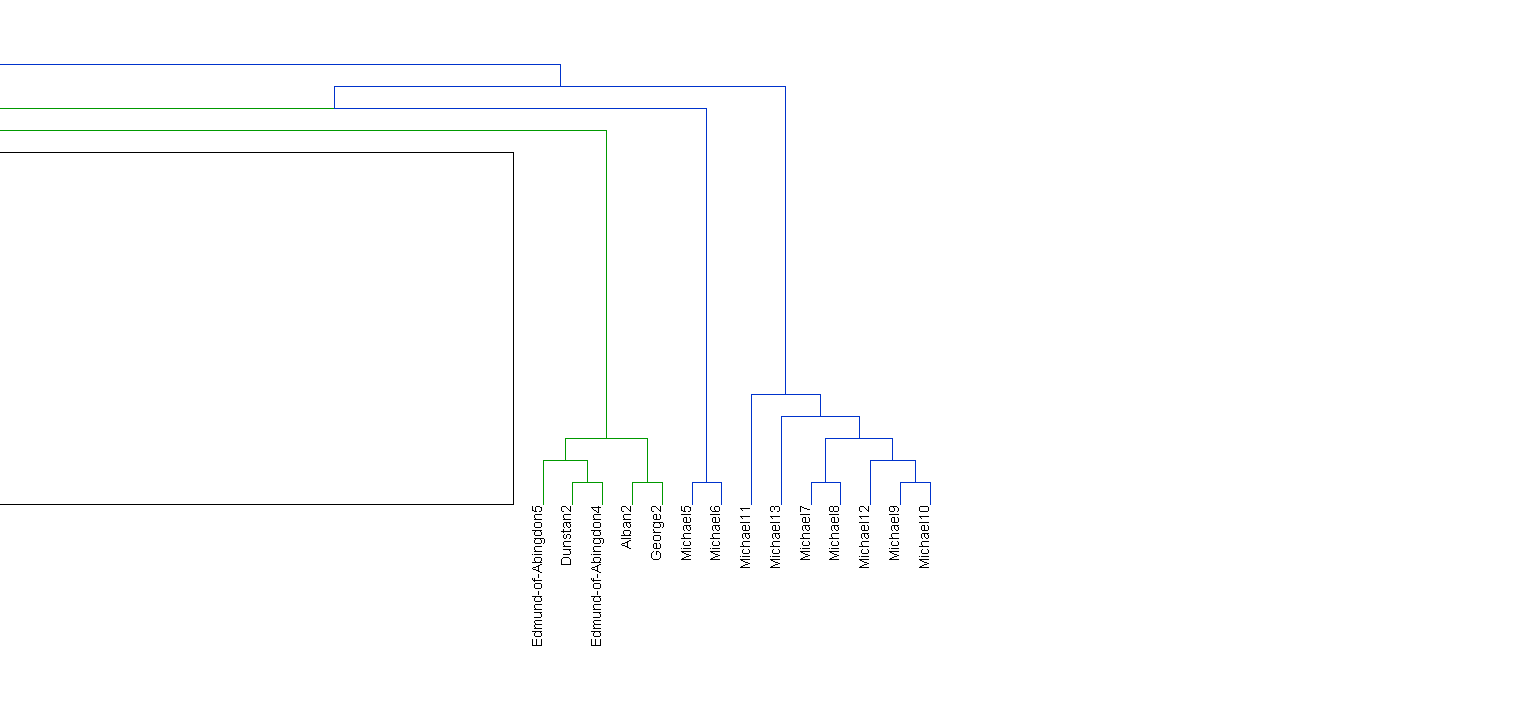 Edmund-of-Abingdon5
Dunstan2
Edmund-of-Abingdon4
Alban2
George2
Michael5
Michael6
Michael11
Michael13
Michael7
Michael8
Michael12
Michael9
Michael10